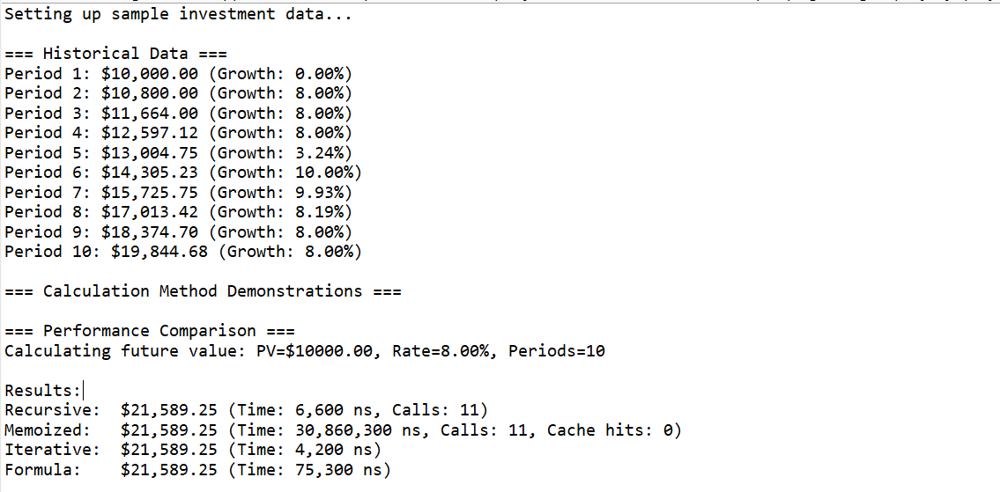 Setting up sample investment data...
=== Historical Data ===
Period 1: $10,000.00 (Growth: 0.00%)
Period 2: $10,800.00 (Growth: 8.00%)
Period 3: $11,664.00 (Growth: 8.00%)
Period 4: $12,597.12 (Growth: 8.00%)
Period 5: $13,004.75 (Growth: 3.24%)
Period 6: $14,305.23 (Growth: 10.00%)
Period 7: $15,725.75 (Growth: 9.93%)
Period 8: $17,013.42 (Growth: 8.19%)
Period 9: $18,374.70 (Growth: 8.00%)
Period 10: $19,844.68 (Growth: 8.00%)
=== Calculation Method Demonstrations ===
=== Performance Comparison ===
Calculating future value: PV=$10000.00, Rate=8.00%, Periods=10
Results:
Recursive:  $21,589.25 (Time: 6,600 ns, Calls: 11)
Memoized:   $21,589.25 (Time: 30,860,300 ns, Calls: 11, Cache hits: 0)
Iterative:  $21,589.25 (Time: 4,200 ns)
Formula:    $21,589.25 (Time: 75,300 ns)